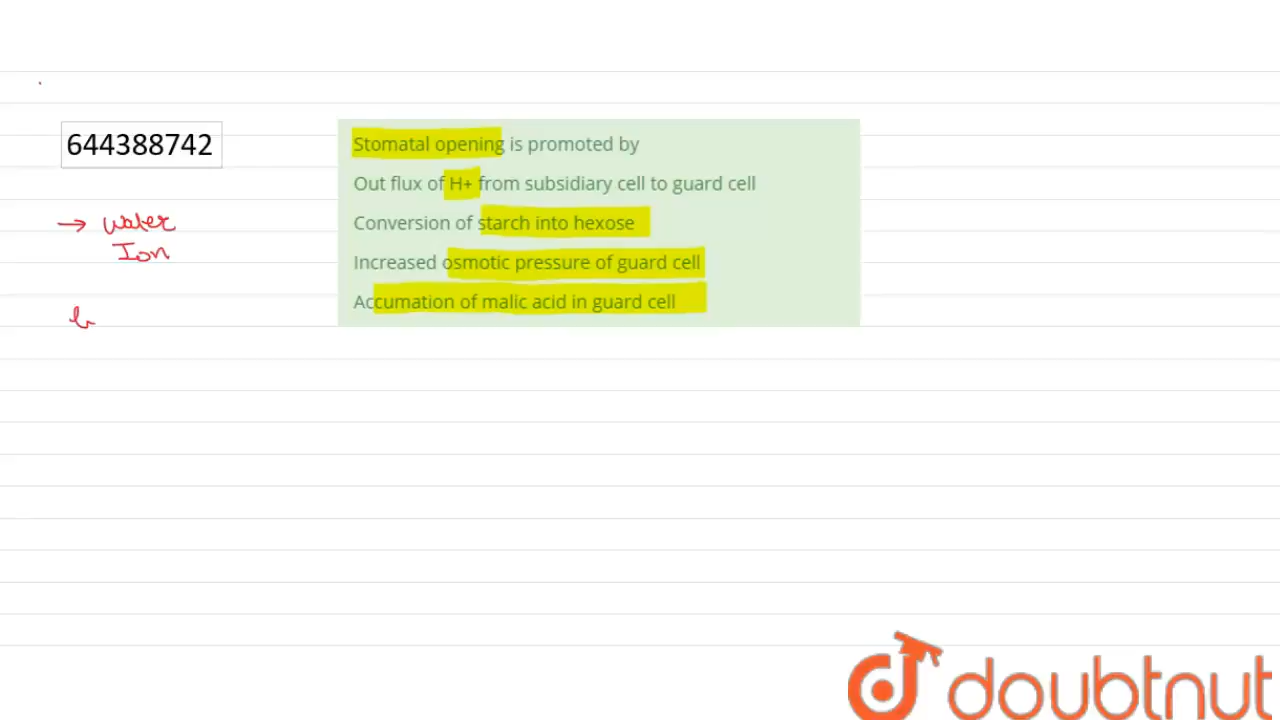 644388742
Stomatal opening is promoted by
Out flux of H+ from subsidiary cell to guard cell
Conversion of starch into hexose
Increased osmotic pressure of guard cell
Accumation of malic acid in guard cell
→ water
Ion
doubtnut